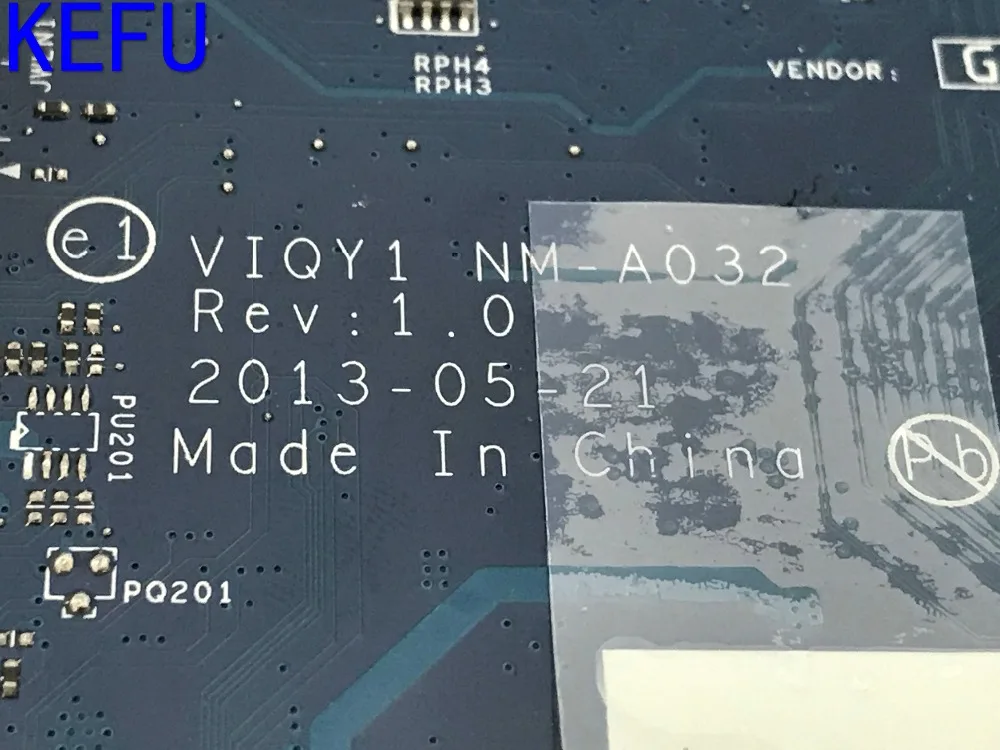 KEFU
RPH4
RPH3
VENDOR: G
e1
VIQY1 NM-A032
Rev:1.0
2013-05-21
Made In China
Pb
PU201
PQ201